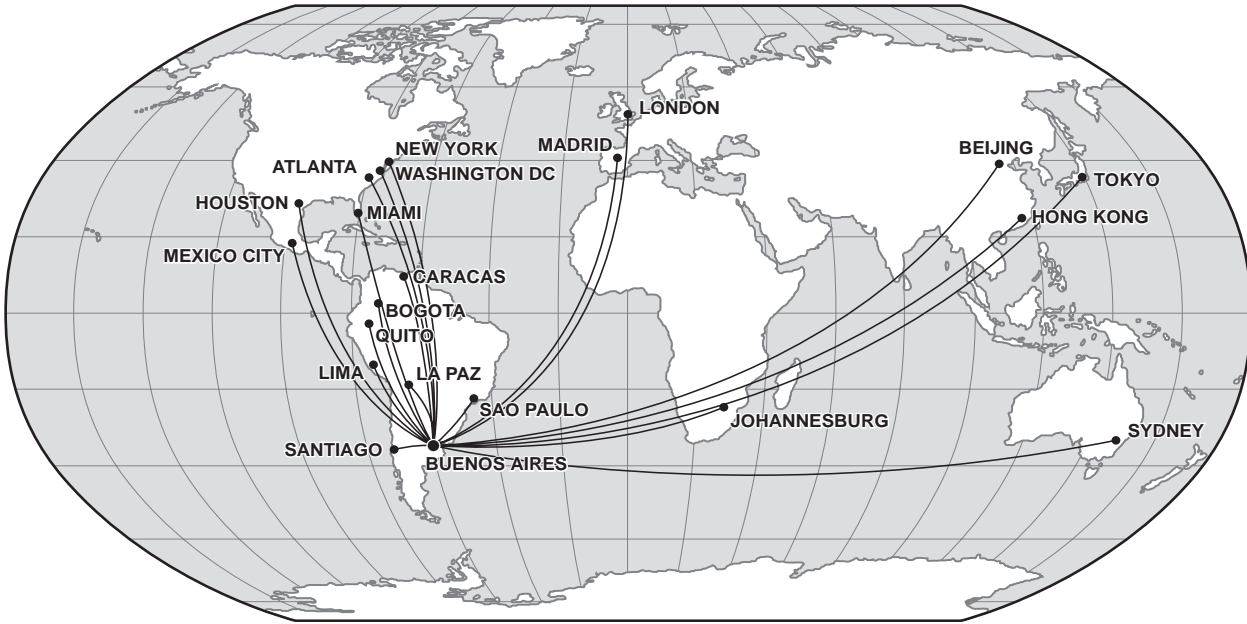 LONDON
NEW YORK
MADRID
BEIJING
ATLANTA
WASHINGTON DC
TOKYO
HOUSTON
MIAMI
HONG KONG
MEXICO CITY
CARACAS
BOGOTA
QUITO
LIMA
LA PAZ
SAO PAULO
JOHANNESBURG
SYDNEY
SANTIAGO
BUENOS AIRES